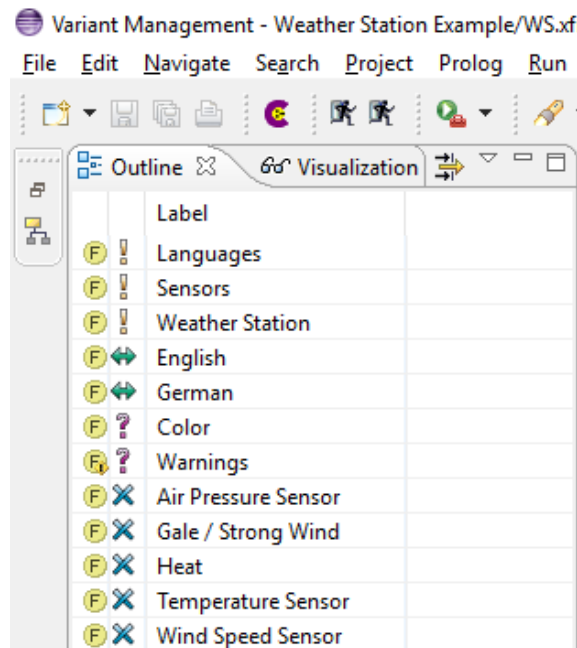 Variant Management - Weather Station Example/WS.xf
File Edit Navigate Search Project Prolog Run
Outline Visualization
Label
F Languages
F Sensors
F Weather Station
F English
F German
F Color
F Warnings
F Air Pressure Sensor
F Gale / Strong Wind
F Heat
F Temperature Sensor
F Wind Speed Sensor